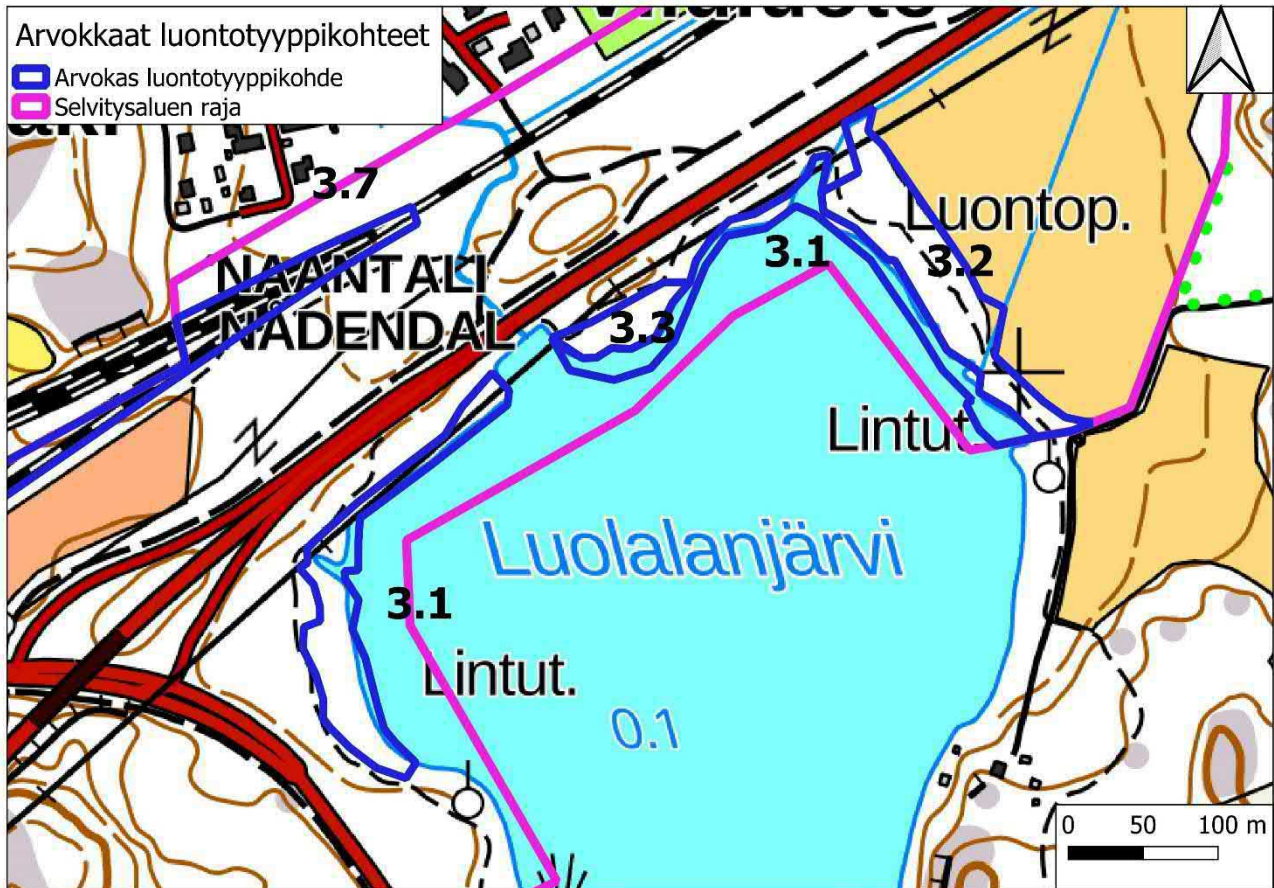 Arvokkaat luontotyyppikohteet
Arvokas luontotyyppikohde
Selvitysaluen raja
3.7
NAANTALI
NÅDENDAL
Luontop.
3.1
3.2
3.3
Lintut.
Luolalanjärvi
3.1
Lintut.
0.1
0 50 100 m